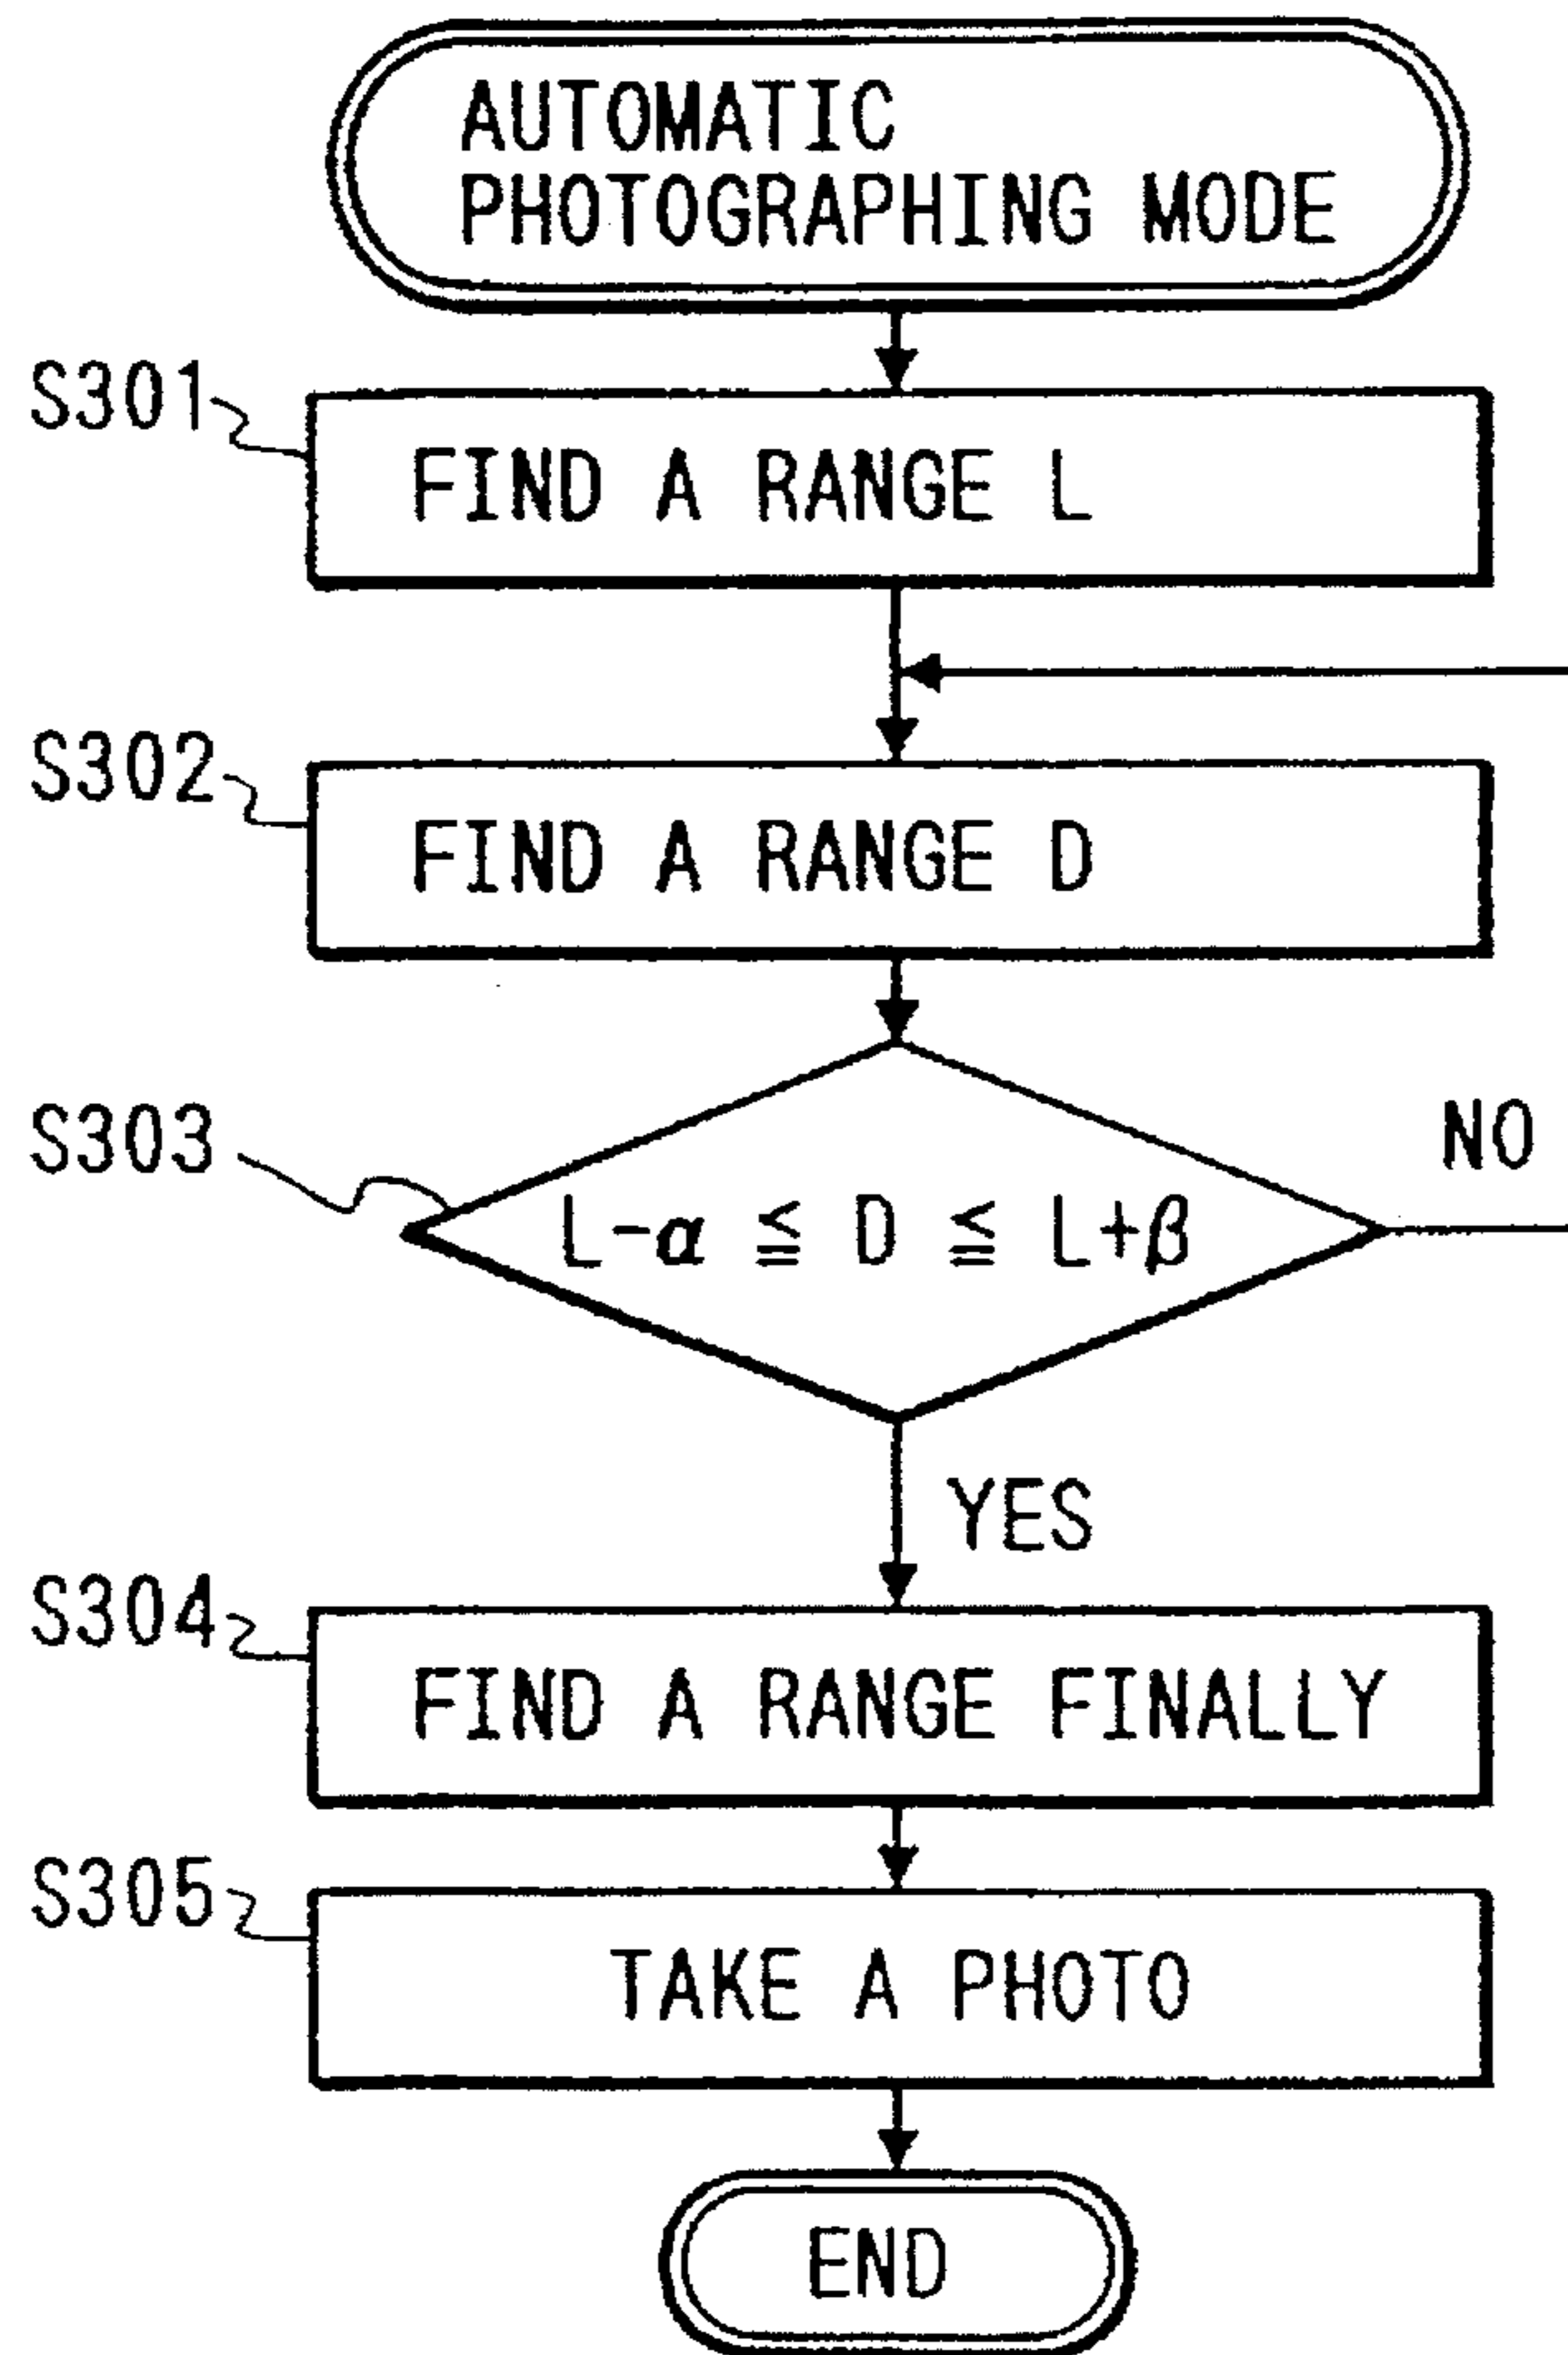 AUTOMATIC
PHOTOGRAPHING MODE
S301
FIND A RANGE L
S302
FIND A RANGE D
S303
L-α ≦ D ≦ L+β
NO
YES
S304
FIND A RANGE FINALLY
S305
TAKE A PHOTO
END